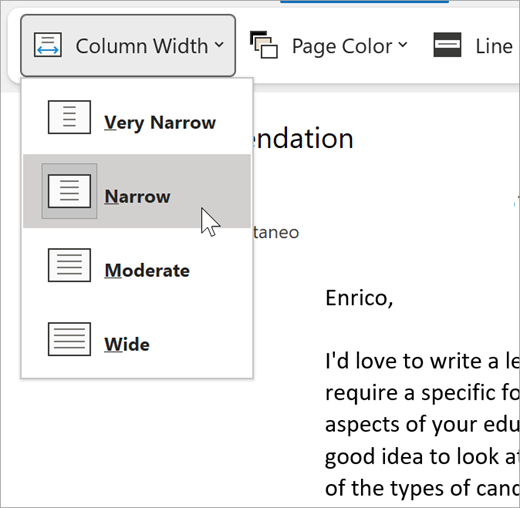 Column Width Page Color Line
Very Narrow
Narrow
Moderate
Wide
ndation
taneo
Enrico,
I'd love to write a le
require a specific fo
aspects of your edu
good idea to look at
of the types of cand